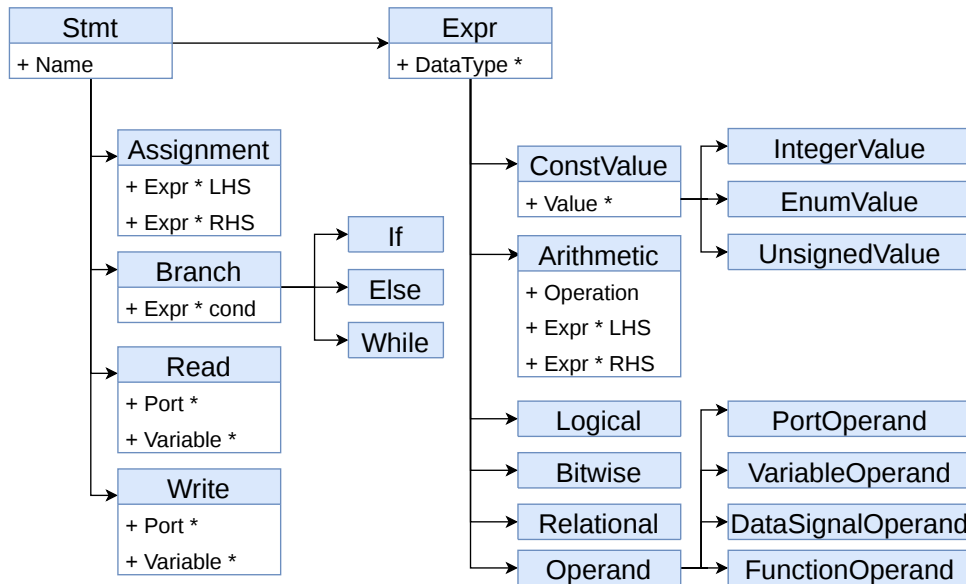 Stmt
+ Name
Expr
+ DataType *
Assignment
+ Expr * LHS
+ Expr * RHS
Branch
+ Expr * cond
If
Else
While
Read
+ Port *
+ Variable *
Write
+ Port *
+ Variable *
ConstValue
+ Value *
IntegerValue
EnumValue
UnsignedValue
Arithmetic
+ Operation
+ Expr * LHS
+ Expr * RHS
Logical
Bitwise
Relational
Operand
PortOperand
VariableOperand
DataSignalOperand
FunctionOperand